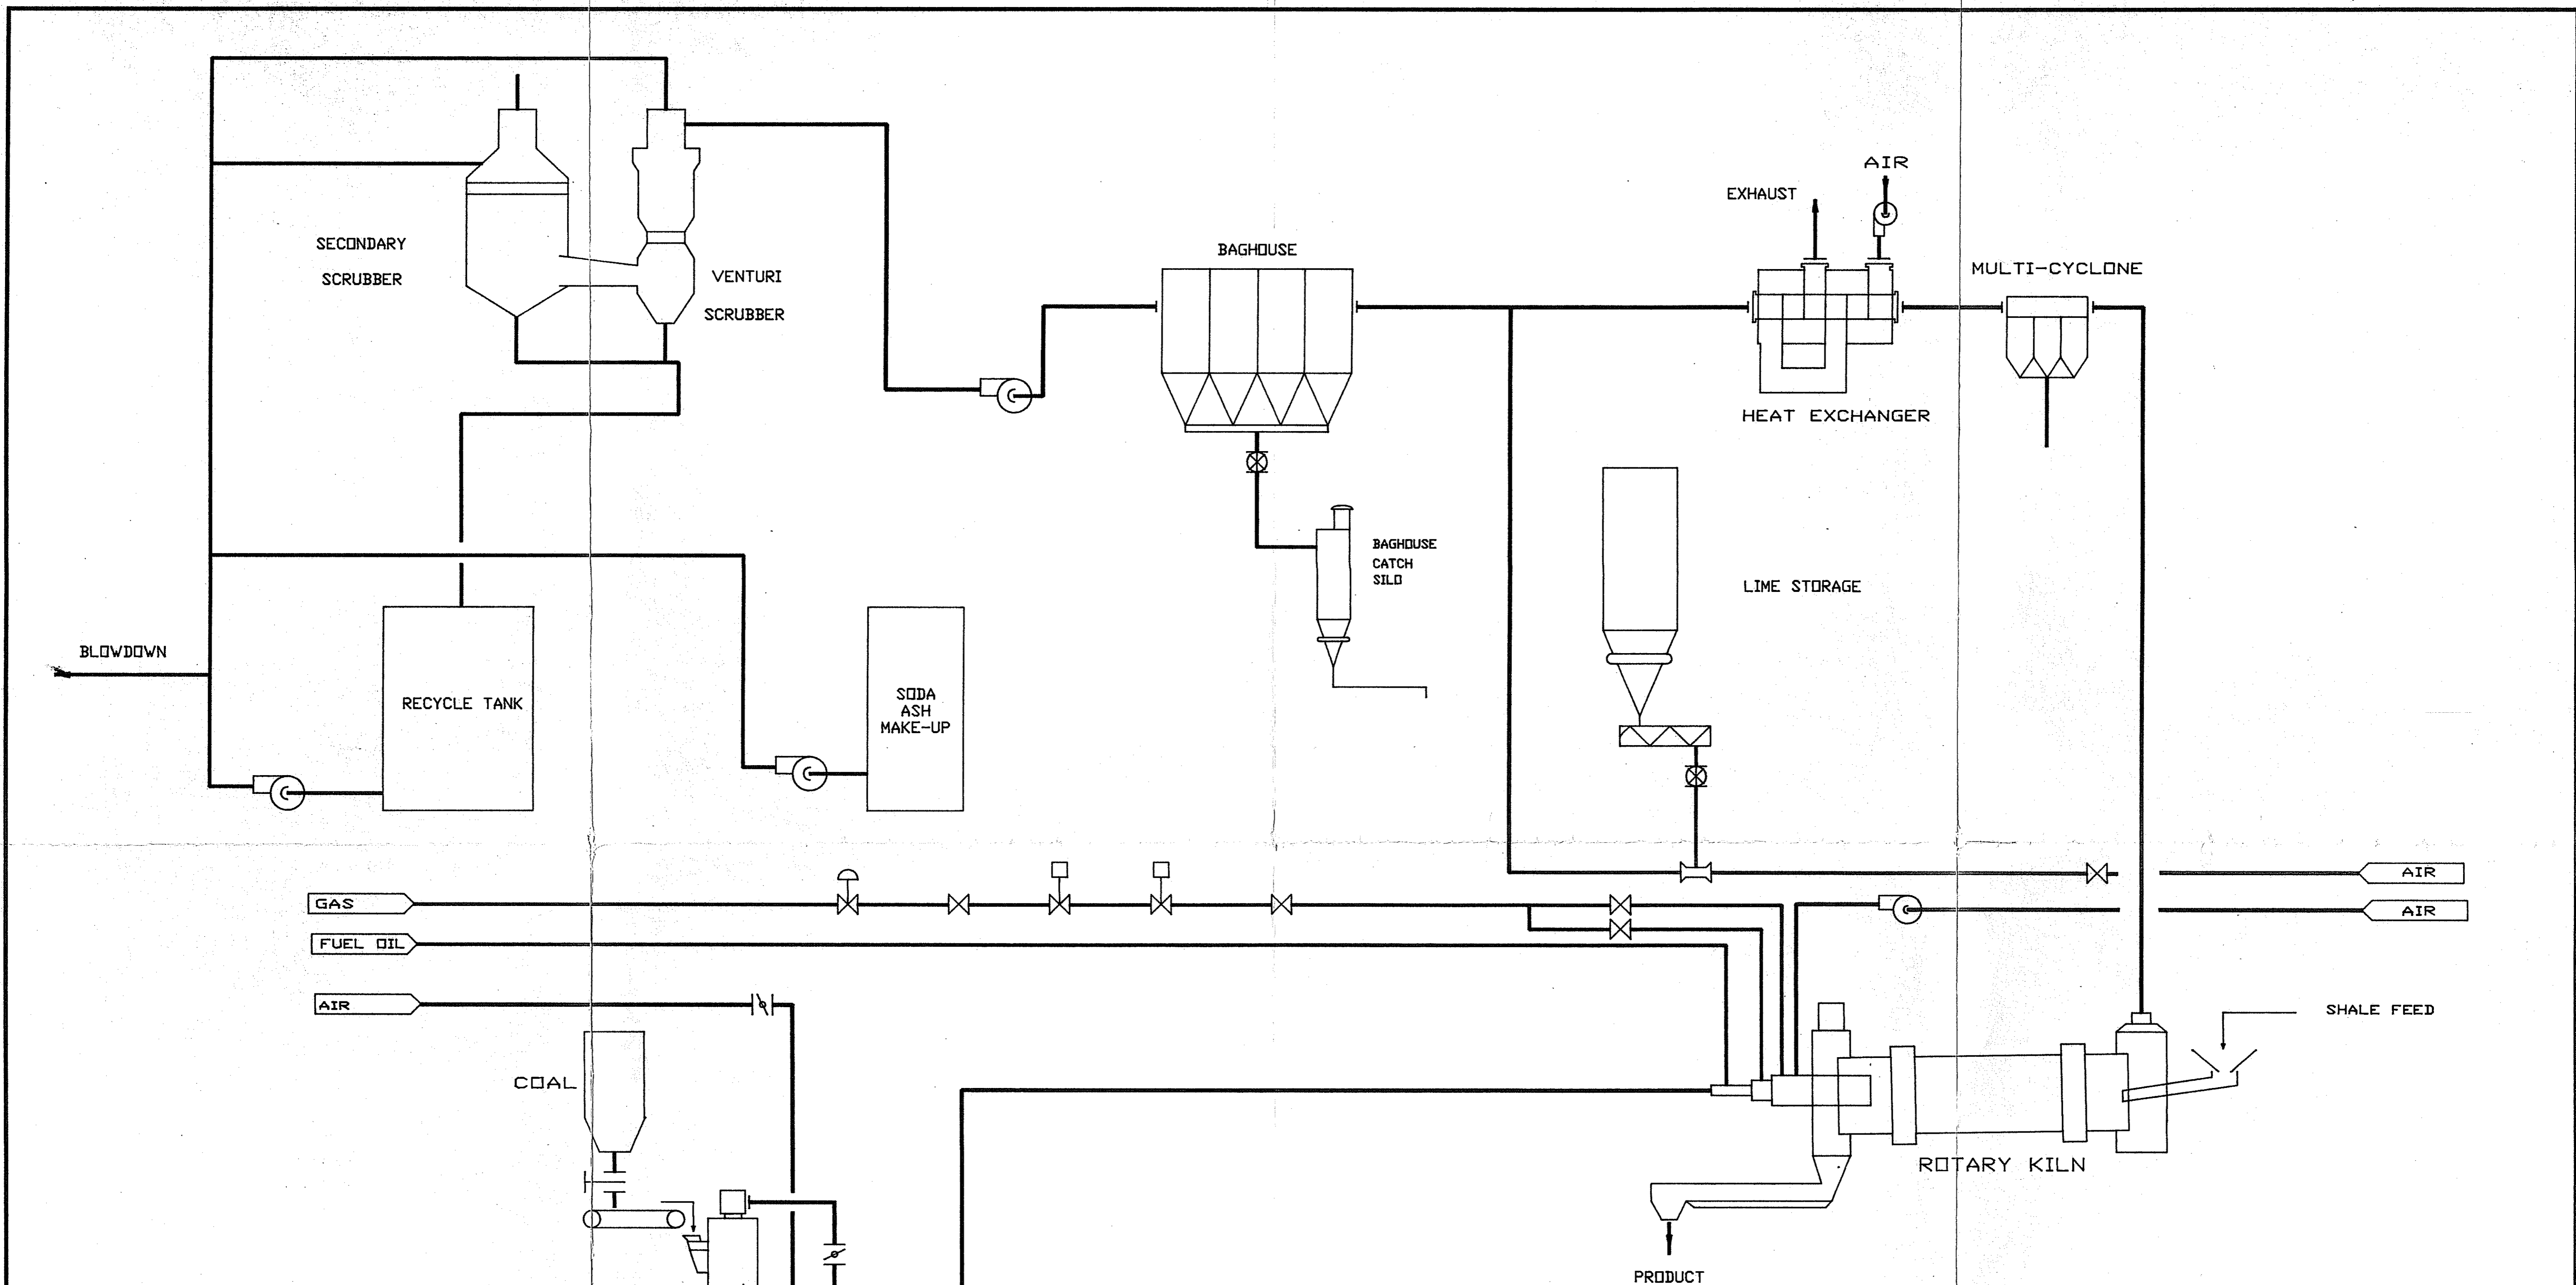 AIR
EXHAUST
SECONDARY
SCRUBBER
VENTURI
SCRUBBER
BAGHOUSE
MULTI-CYCLONE
HEAT EXCHANGER
BAGHOUSE
CATCH
SILO
LIME STORAGE
BLOWDOWN
RECYCLE TANK
SODA
ASH
MAKE-UP
AIR
GAS
AIR
FUEL OIL
AIR
SHALE FEED
COAL
ROTARY KILN
PRODUCT